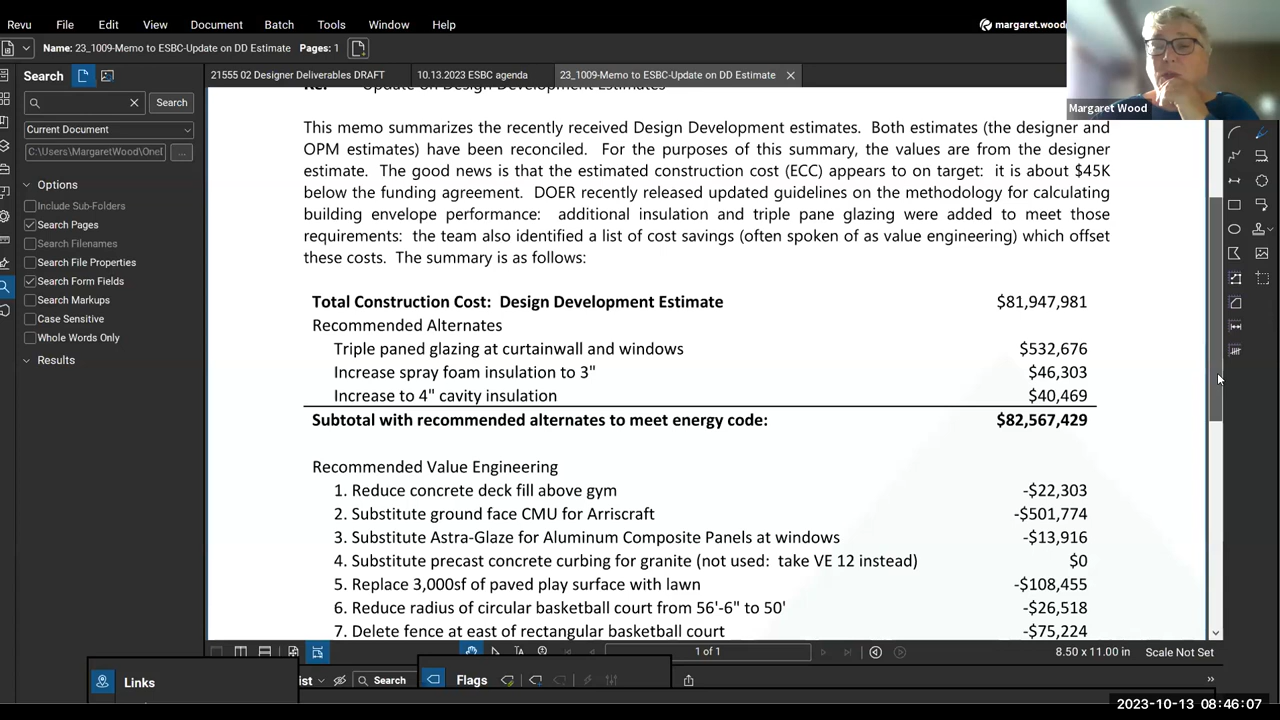 Revu File Edit View Document Batch Tools Window Help margaret.wood
Name: 23_1009-Memo to ESBC-Update on DD Estimate Pages: 1
Search
21555 02 Designer Deliverables DRAFT 10.13.2023 ESBC agenda 23_1009-Memo to ESBC-Update on DD Estimate
Margaret Wood
Search
Current Document
C:\Users\MargaretWood\OneI
...
Options
Include Sub-Folders
Search Pages
Search Filenames
Search File Properties
Search Form Fields
Search Markups
Case Sensitive
Whole Words Only
Results
Re: Update on Design Development Estimates
This memo summarizes the recently received Design Development estimates. Both estimates (the designer and
OPM estimates) have been reconciled. For the purposes of this summary, the values are from the designer
estimate. The good news is that the estimated construction cost (ECC) appears to on target: it is about $45K
below the funding agreement. DOER recently released updated guidelines on the methodology for calculating
building envelope performance: additional insulation and triple pane glazing were added to meet those
requirements: the team also identified a list of cost savings (often spoken of as value engineering) which offset
these costs. The summary is as follows:
Total Construction Cost: Design Development Estimate $81,947,981
Recommended Alternates
Triple paned glazing at curtainwall and windows $532,676
Increase spray foam insulation to 3" $46,303
Increase to 4" cavity insulation $40,469
Subtotal with recommended alternates to meet energy code: $82,567,429
Recommended Value Engineering
1. Reduce concrete deck fill above gym -$22,303
2. Substitute ground face CMU for Arriscraft -$501,774
3. Substitute Astra-Glaze for Aluminum Composite Panels at windows -$13,916
4. Substitute precast concrete curbing for granite (not used: take VE 12 instead) $0
5. Replace 3,000sf of paved play surface with lawn -$108,455
6. Reduce radius of circular basketball court from 56'-6" to 50' -$26,518
7. Delete fence at east of rectangular basketball court -$75,224
1 of 1 8.50 x 11.00 in Scale Not Set
Links
ist Search
Flags
2023-10-13 08:46:07